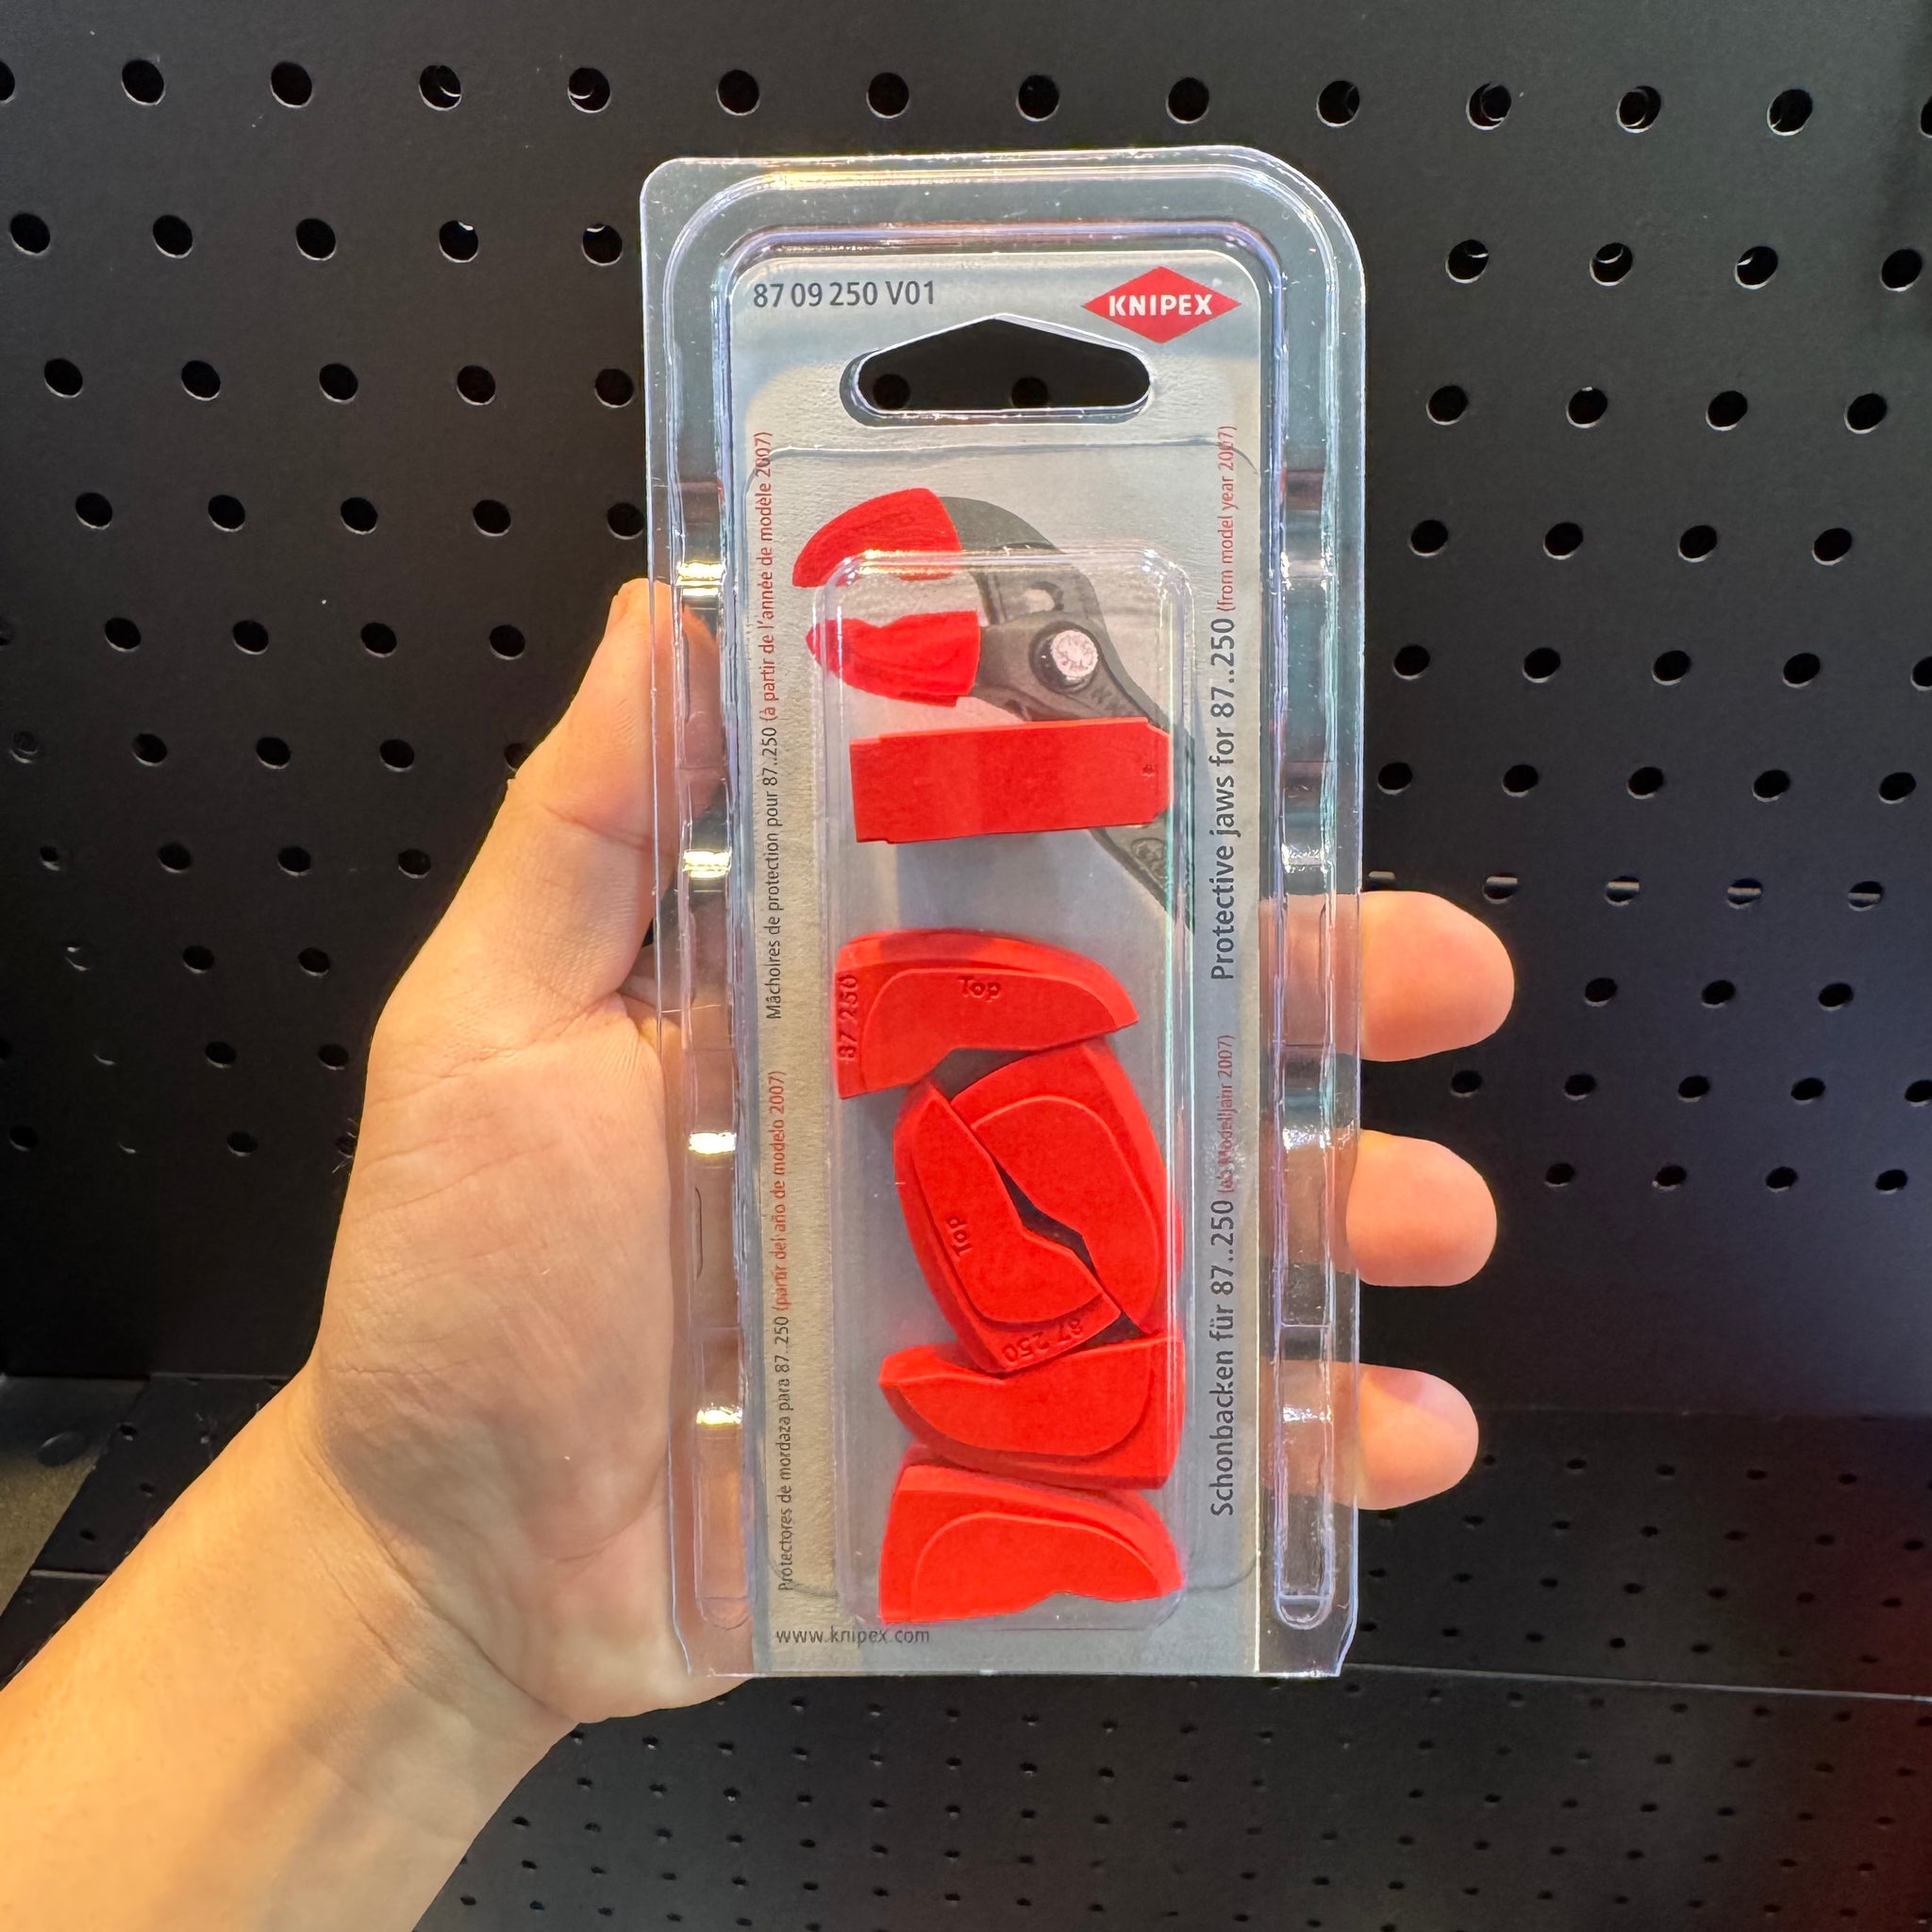 87 09 250 V01
KNIPEX
Mâchoires de protection pour 87..250 (à partir de l'année de modèle 2007)
Protectores de mordaza para 87..250 (partir del año de modelo 2007)
Protective jaws for 87..250 (from model year 2007)
Schonbacken für 87..250 (ab Modelljahr 2007)
Top
87 250
Top
87 250
www.knipex.com